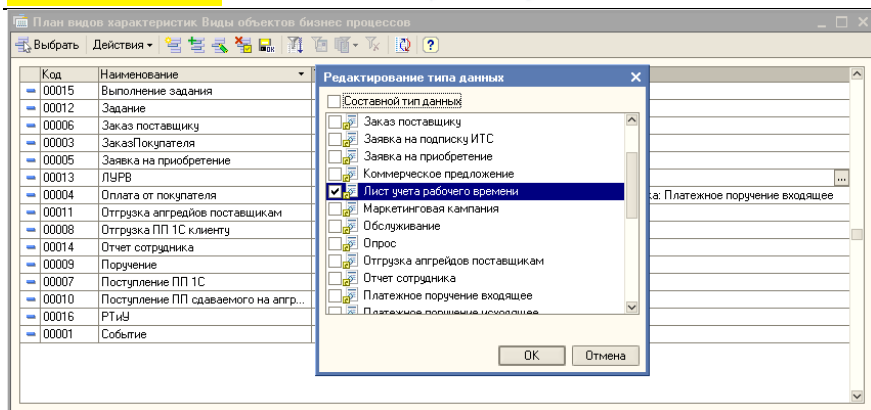 План видов характеристик Виды объектов бизнес процессов
Выбрать Действия
Код Наименование
00015 Выполнение задания
00012 Задание
00006 Заказ поставщику
00003 ЗаказПокупателя
00005 Заявка на приобретение
00013 ЛУРВ
00004 Оплата от покупателя ка: Платежное поручение входящее
00011 Отгрузка апгредйов поставщикам
00008 Отгрузка ПП 1С клиенту
00014 Отчет сотрудника
00009 Поручение
00007 Поступление ПП 1С
00010 Поступление ПП сдаваемого на апгр...
00016 РТиУ
00001 Событие
Редактирование типа данных
Составной тип данных
Заказ поставщику
Заявка на подписку ИТС
Заявка на приобретение
Коммерческое предложение
Лист учета рабочего времени
Маркетинговая кампания
Обслуживание
Опрос
Отгрузка апгрейдов поставщикам
Отчет сотрудника
Платежное поручение входящее
Платежное поручение исходящее
OK Отмена